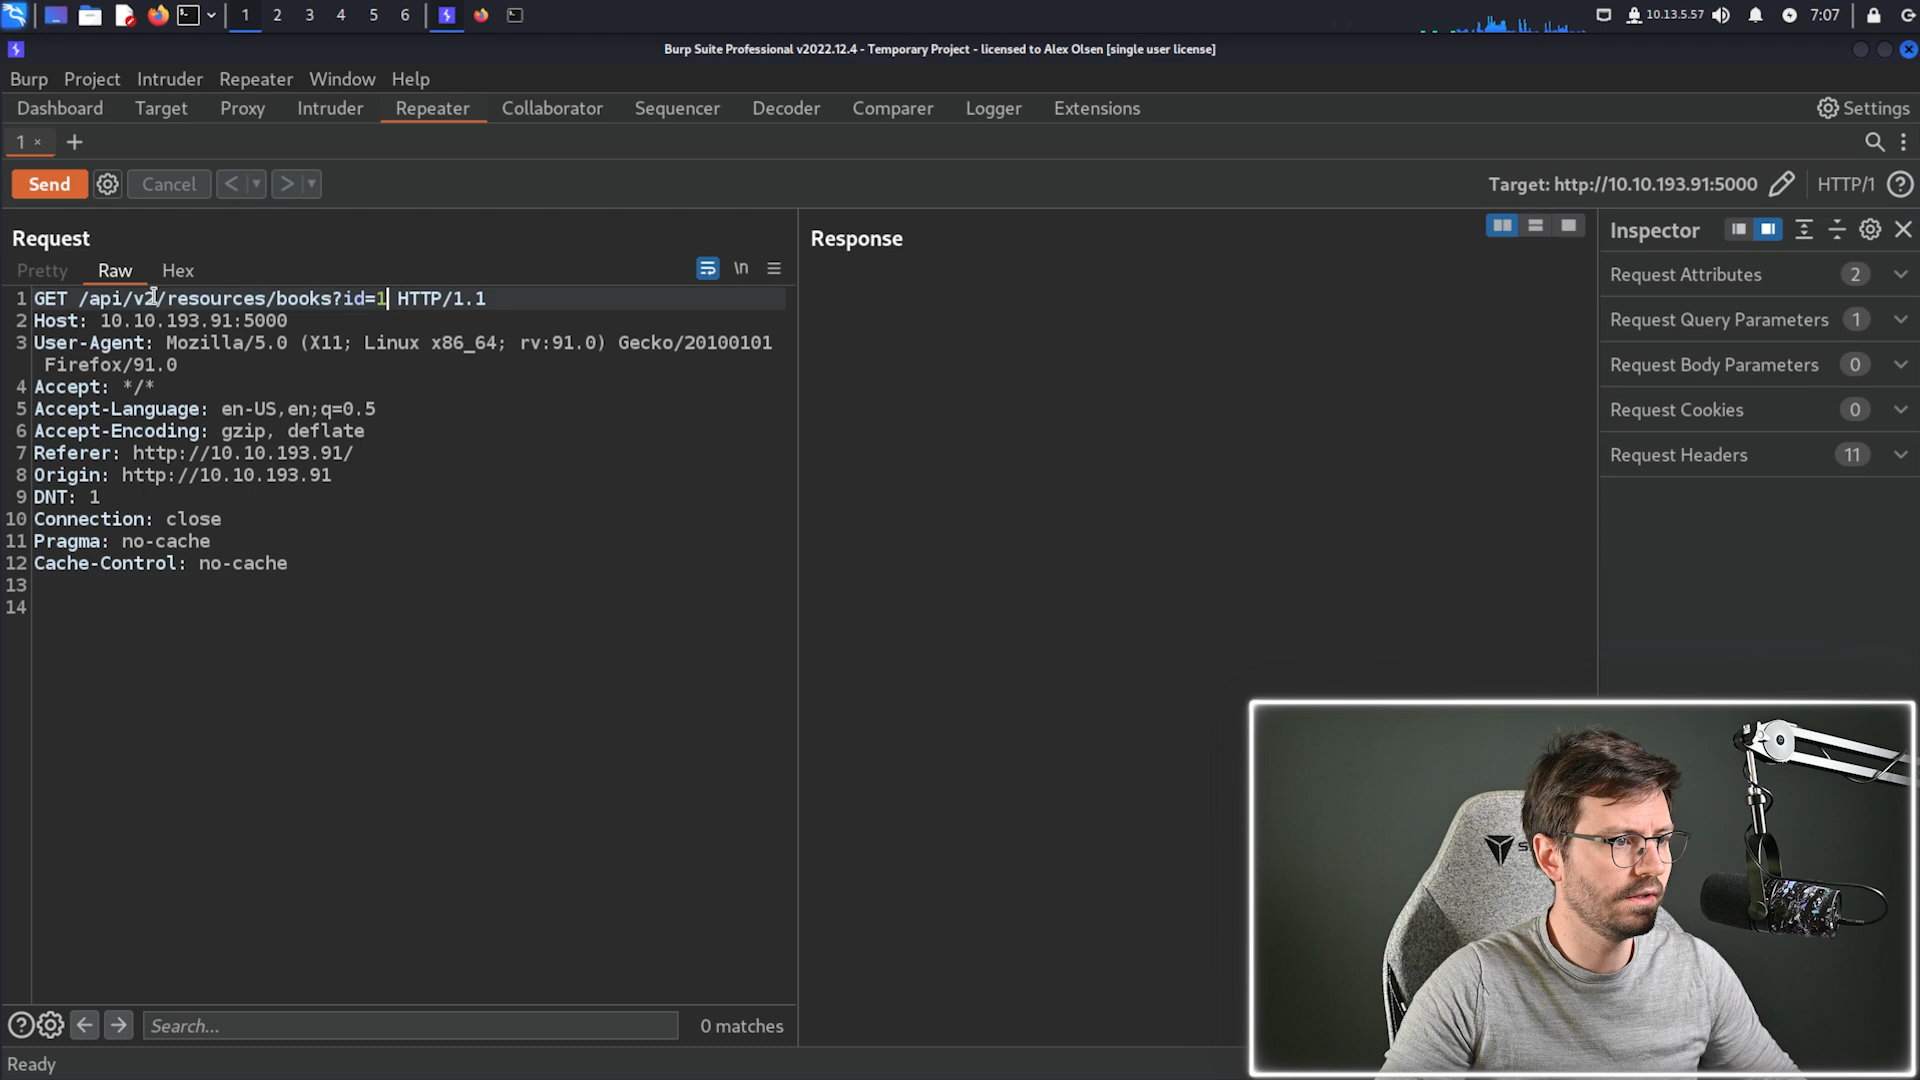 1 2 3 4 5 6 10.13.5.57 7:07
Burp Suite Professional v2022.12.4 - Temporary Project - licensed to Alex Olsen [single user license]
Burp Project Intruder Repeater Window Help
Dashboard Target Proxy Intruder Repeater Collaborator Sequencer Decoder Comparer Logger Extensions Settings
1 × +
Send Cancel < > Target: http://10.10.193.91:5000 HTTP/1
Request
Pretty Raw Hex \n
1 GET /api/v2/resources/books?id=1 HTTP/1.1
2 Host: 10.10.193.91:5000
3 User-Agent: Mozilla/5.0 (X11; Linux x86_64; rv:91.0) Gecko/20100101
Firefox/91.0
4 Accept: */*
5 Accept-Language: en-US,en;q=0.5
6 Accept-Encoding: gzip, deflate
7 Referer: http://10.10.193.91/
8 Origin: http://10.10.193.91
9 DNT: 1
10 Connection: close
11 Pragma: no-cache
12 Cache-Control: no-cache
13
14
Search... 0 matches
Ready
Response
Inspector
Request Attributes 2
Request Query Parameters 1
Request Body Parameters 0
Request Cookies 0
Request Headers 11